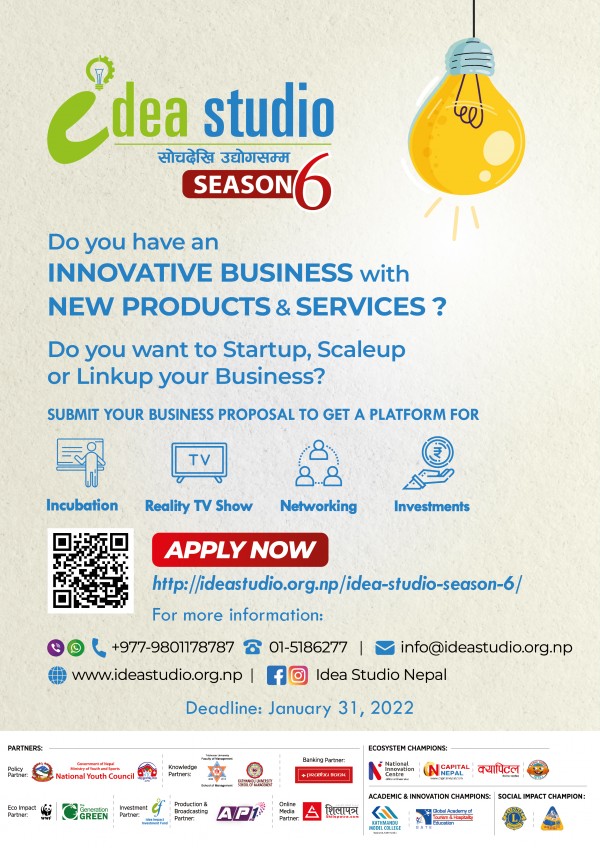 idea studio
सोचदेखि उद्योगसम्म
SEASON 6
Do you have an
INNOVATIVE BUSINESS with
NEW PRODUCTS & SERVICES ?
Do you want to Startup, Scaleup
or Linkup your Business?
SUBMIT YOUR BUSINESS PROPOSAL TO GET A PLATFORM FOR
TV
Incubation Reality TV Show Networking Investments
APPLY NOW
http://ideastudio.org.np/idea-studio-season-6/
For more information:
+977-9801178787 01-5186277 | info@ideastudio.org.np
www.ideastudio.org.np | Idea Studio Nepal
Deadline: January 31, 2022
PARTNERS:
Policy Partner:
Government of Nepal
Ministry of Youth and Sports
National Youth Council
Knowledge Partners:
Faculty of Management
School of Management
KATHMANDU UNIVERSITY
SCHOOL OF MANAGEMENT
Banking Partner:
Eco Impact Partner:
WWF
Generation
GREEN
Investment Partner:
Production & Broadcasting Partner:
AP1
Online Media Partner:
शिलापत्र
ECOSYSTEM CHAMPIONS:
National
Innovation
Centre
CAPITAL
NEPAL
क्यापिटल
ACADEMIC & INNOVATION CHAMPIONS:
KATHMANDU
MODEL COLLEGE
GATE
Global Academy of
Tourism & Hospitality
Education
SOCIAL IMPACT CHAMPION: